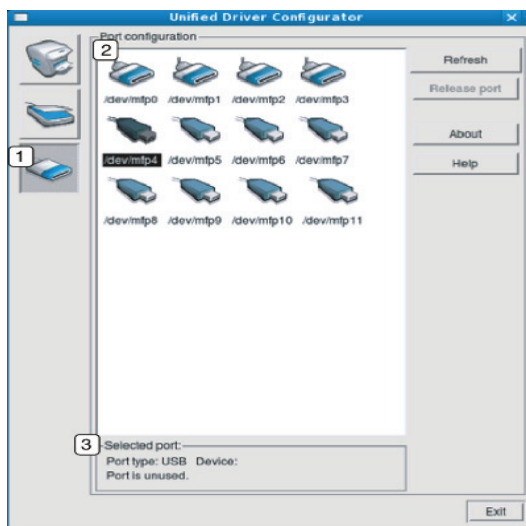 Unified Driver Configurator
Port configuration
2
Refresh
Release port
About
Help
/dev/mfp0 /dev/mfp1 /dev/mfp2 /dev/mfp3
1
/dev/mfp4 /dev/mfp5 /dev/mfp6 /dev/mfp7
/dev/mfp8 /dev/mfp9 /dev/mfp10 /dev/mfp11
3
Selected port:
Port type: USB Device:
Port is unused.
Exit